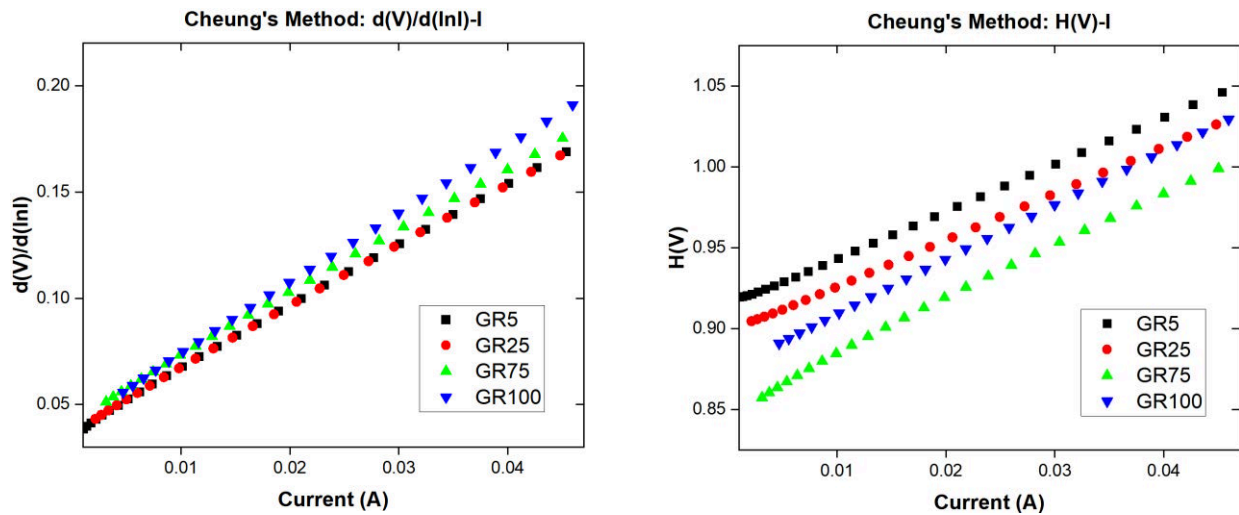 Cheung's Method: d(V)/d(lnI)-I
0.20
0.15
0.10
0.05
d(V)/d(lnI)
GR5
GR25
GR75
GR100
0.01
0.02
0.03
0.04
Current (A)
Cheung's Method: H(V)-I
1.05
1.00
0.95
0.90
0.85
H(V)
GR5
GR25
GR75
GR100
0.01
0.02
0.03
0.04
Current (A)